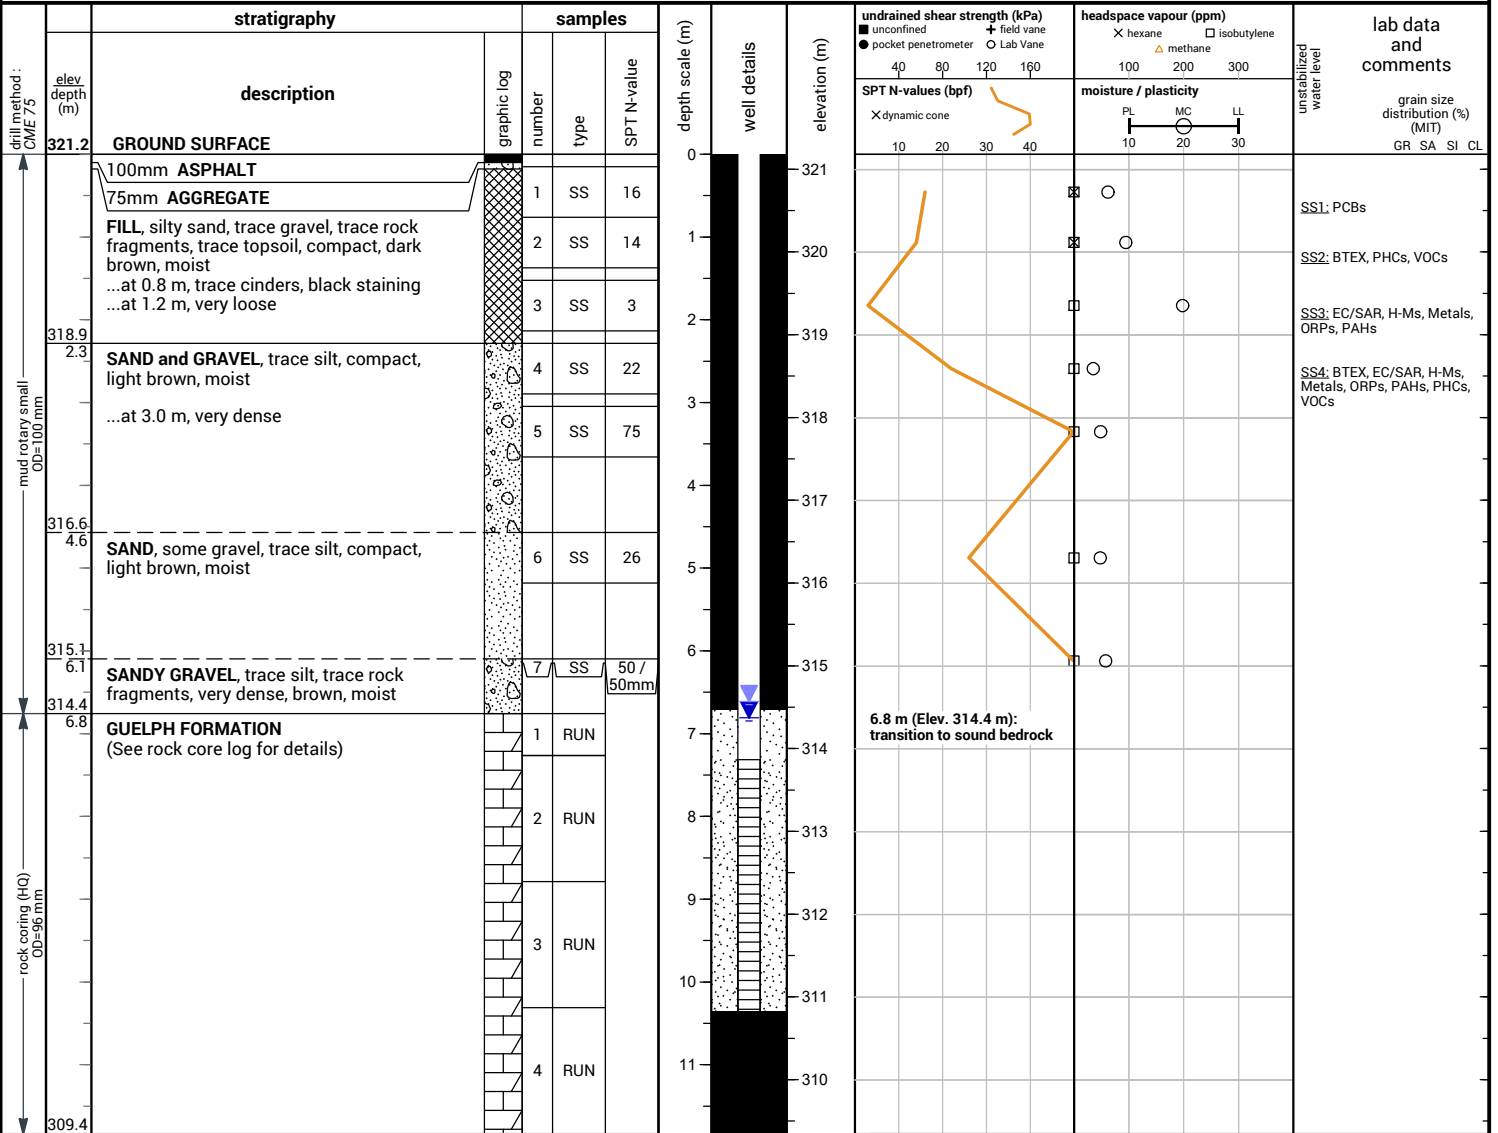 drill method :
CME 75
stratigraphy
samples
elev
depth
(m)
description
graphic log
number
type
SPT N-value
depth scale (m)
well details
elevation (m)
undrained shear strength (kPa)
unconfined
field vane
pocket penetrometer
Lab Vane
40 80 120 160
SPT N-values (bpf)
dynamic cone
10 20 30 40
headspace vapour (ppm)
hexane
isobutylene
methane
100 200 300
moisture / plasticity
PL MC LL
10 20 30
unstabilized
water level
lab data
and
comments
grain size
distribution (%)
(MIT)
GR SA SI CL
321.2 GROUND SURFACE
100mm ASPHALT
75mm AGGREGATE
FILL, silty sand, trace gravel, trace rock
fragments, trace topsoil, compact, dark
brown, moist
...at 0.8 m, trace cinders, black staining
...at 1.2 m, very loose
318.9
2.3
SAND and GRAVEL, trace silt, compact,
light brown, moist
...at 3.0 m, very dense
316.6
4.6
SAND, some gravel, trace silt, compact,
light brown, moist
315.1
6.1
SANDY GRAVEL, trace silt, trace rock
fragments, very dense, brown, moist
314.4
6.8
GUELPH FORMATION
(See rock core log for details)
309.4
mud rotary small
OD=100 mm
rock coring (HQ)
OD=96 mm
1 SS 16
2 SS 14
3 SS 3
4 SS 22
5 SS 75
6 SS 26
7 SS 50 /
50mm
1 RUN
2 RUN
3 RUN
4 RUN
0
1
2
3
4
5
6
7
8
9
10
11
321
320
319
318
317
316
315
314
313
312
311
310
6.8 m (Elev. 314.4 m):
transition to sound bedrock
SS1: PCBs
SS2: BTEX, PHCs, VOCs
SS3: EC/SAR, H-Ms, Metals,
ORPs, PAHs
SS4: BTEX, EC/SAR, H-Ms,
Metals, ORPs, PAHs, PHCs,
VOCs